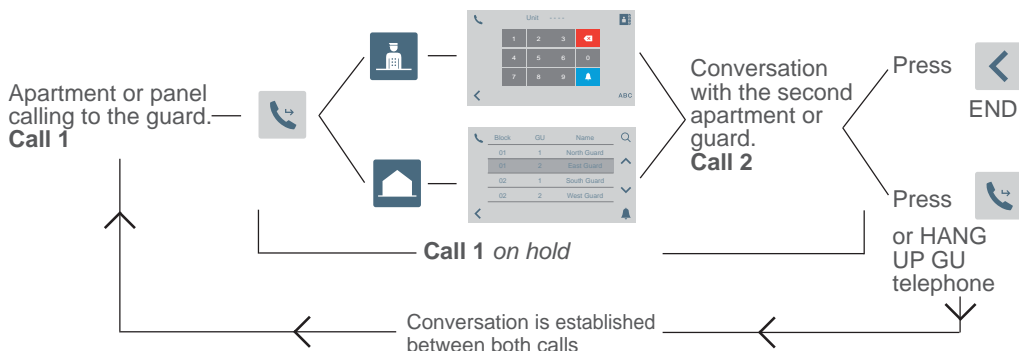 Apartment or panel
calling to the guard.
Call 1
Unit - - - -
1 2 3
4 5 6 0
7 8 9
ABC
Block GU Name
01 1 North Guard
01 2 East Guard
02 1 South Guard
02 2 West Guard
Call 1 on hold
Conversation
with the second
apartment or
guard.
Call 2
Press
END
Press
or HANG
UP GU
telephone
Conversation is established
between both calls